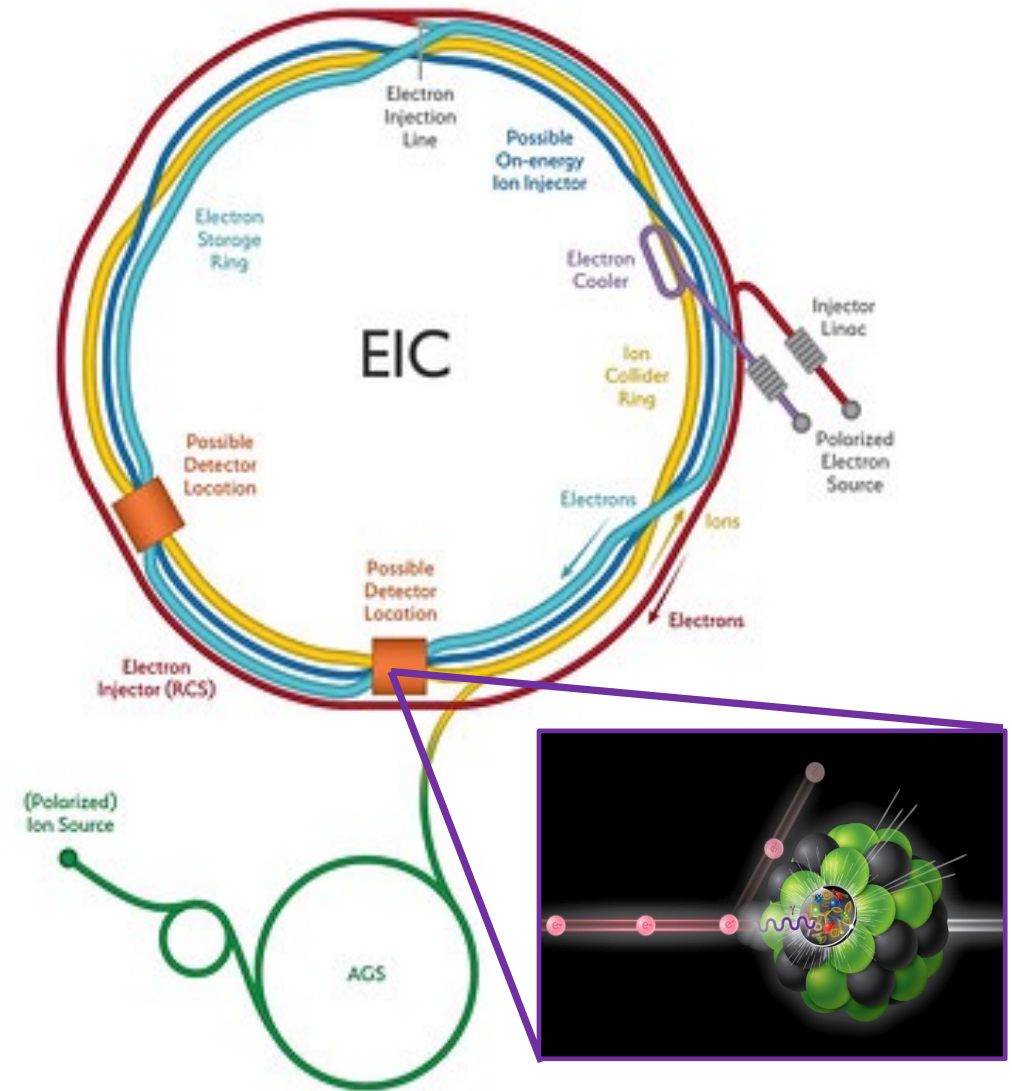 Electron
Injection
Line
Possible
On-energy
Ion Injector
Electron
Storage
Ring
Electron
Cooler
Injector
Linac
EIC
Ion
Collider
Ring
Polarized
Electron
Source
Possible
Detector
Location
Electrons
Ions
Possible
Detector
Location
Electrons
Electron
Injector (RCS)
(Polarized)
Ion Source
AGS